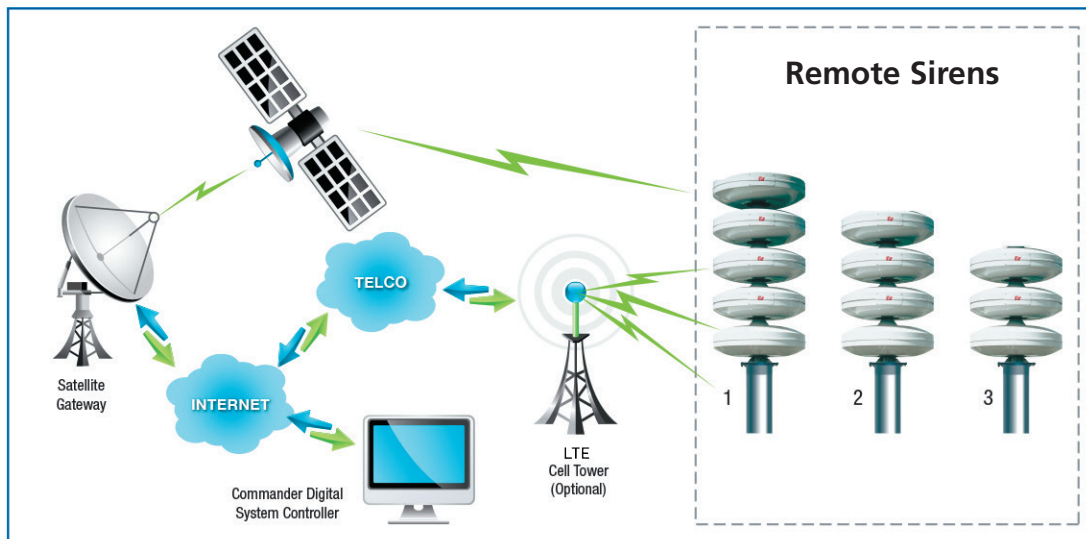 Remote Sirens
TELCO
INTERNET
Satellite
Gateway
Commander Digital
System Controller
LTE
Cell Tower
(Optional)
1
2
3